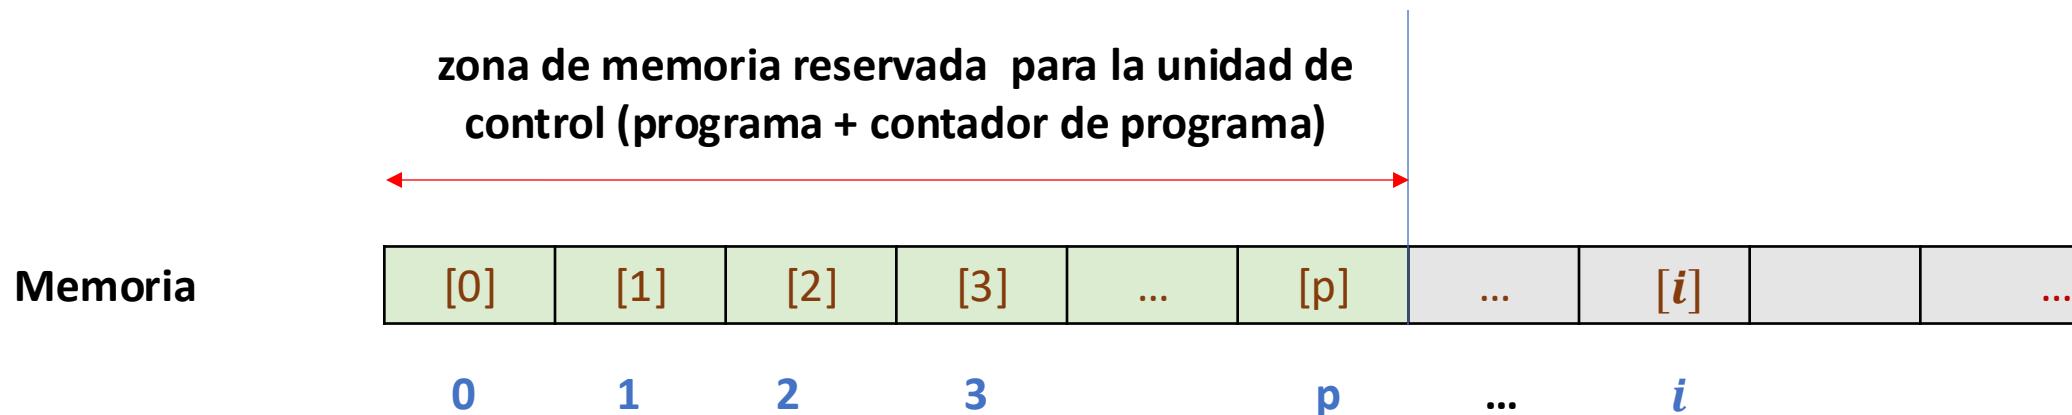 zona de memoria reservada para la unidad de
control (programa + contador de programa)
Memoria [0] [1] [2] [3] ... [p] ... [i] ...
0 1 2 3 p ... i